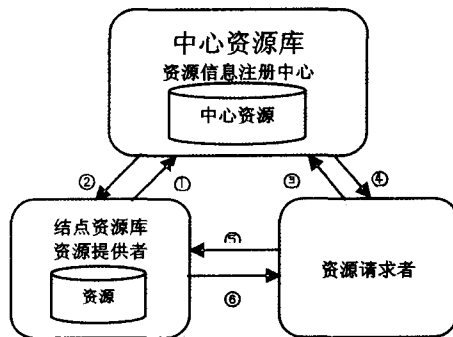 中心资源库
资源信息注册中心
中心资源
② ① ③ ④
结点资源库
资源提供者
资源
⑤
⑥
资源请求者